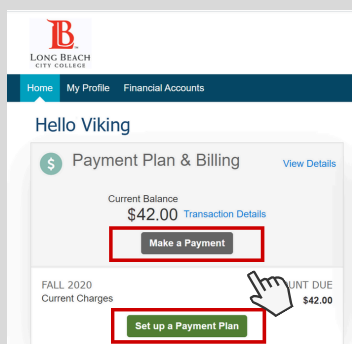 LB
LONG BEACH
CITY COLLEGE
Home My Profile Financial Accounts
Hello Viking
$ Payment Plan & Billing View Details
Current Balance
$42.00 Transaction Details
Make a Payment
FALL 2020 UNT DUE
Current Charges $42.00
Set up a Payment Plan